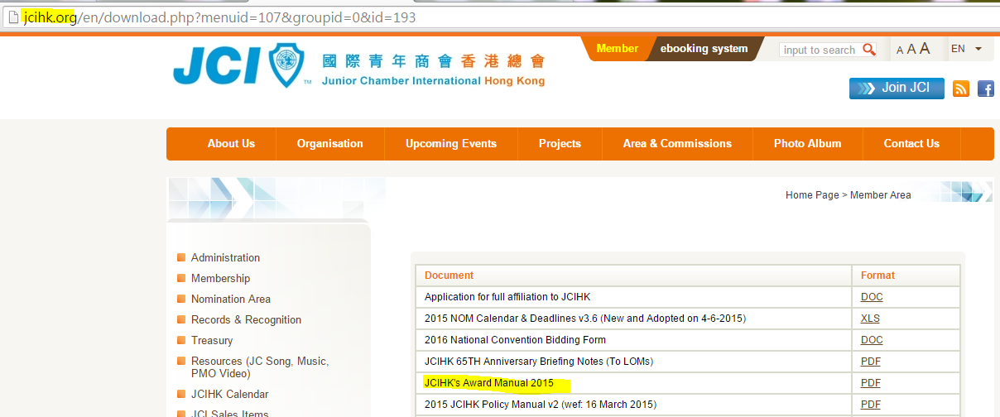 jcihk.org/en/download.php?menuid=107&groupid=0&id=193
JCI TM
國際青年商會香港總會
Junior Chamber International Hong Kong
Member
ebooking system
input to search
A A A
EN
Join JCI
f
About Us
Organisation
Upcoming Events
Projects
Area & Commissions
Photo Album
Contact Us
Home Page > Member Area
Administration
Membership
Nomination Area
Records & Recognition
Treasury
Resources (JC Song, Music,
PMO Video)
JCIHK Calendar
JCI Sales Items
Document Format
Application for full affiliation to JCIHK DOC
2015 NOM Calendar & Deadlines v3.6 (New and Adopted on 4-6-2015) XLS
2016 National Convention Bidding Form DOC
JCIHK 65TH Anniversary Briefing Notes (To LOMs) PDF
JCIHK's Award Manual 2015 PDF
2015 JCIHK Policy Manual v2 (wef: 16 March 2015) PDF